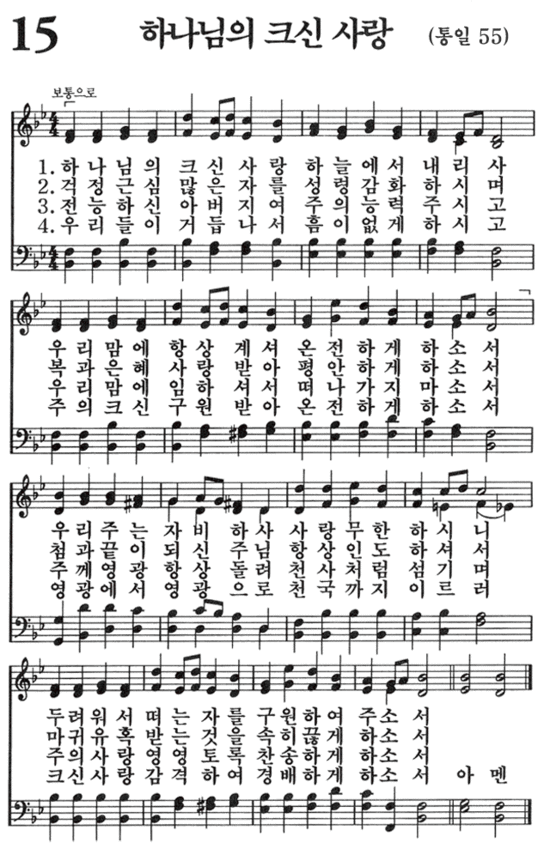 15 하나님의 크신 사랑 (통일 55)
보통으로
1. 하 나 님 의 크 신 사 랑 하 늘 에 서 내 리 사
2. 걱 정 근 심 많 은 자 를 성 령 감 화 하 시 며
3. 전 능 하 신 아 버 지 여 주 의 능 력 주 시 고
4. 우 리 들 이 거 듭 나 서 흠 이 없 게 하 시 고
우 리 맘 에 항 상 계 셔 온 전 하 게 하 소 서
복 과 은 혜 사 랑 받 아 평 안 하 게 하 소 서
우 리 맘 에 임 하 셔 서 떠 나 가 지 마 소 서
주 의 크 신 구 원 받 아 온 전 하 게 하 소 서
우 리 주 는 자 비 하 사 사 랑 무 한 하 시 니
첨 과 끝 이 되 신 주 님 항 상 인 도 하 셔 서
주 께 영 광 항 상 돌 려 천 사 처 럼 섬 기 며
영 광 에 서 영 광 으 로 천 국 까 지 이 르 러
두 려 워 서 떠 는 자 를 구 원 하 여 주 소 서
마 귀 유 혹 받 는 것 을 속 히 끊 게 하 소 서
주 의 사 랑 영 영 토 록 찬 송 하 게 하 소 서
크 신 사 랑 감 격 하 여 경 배 하 게 하 소 서 아 멘